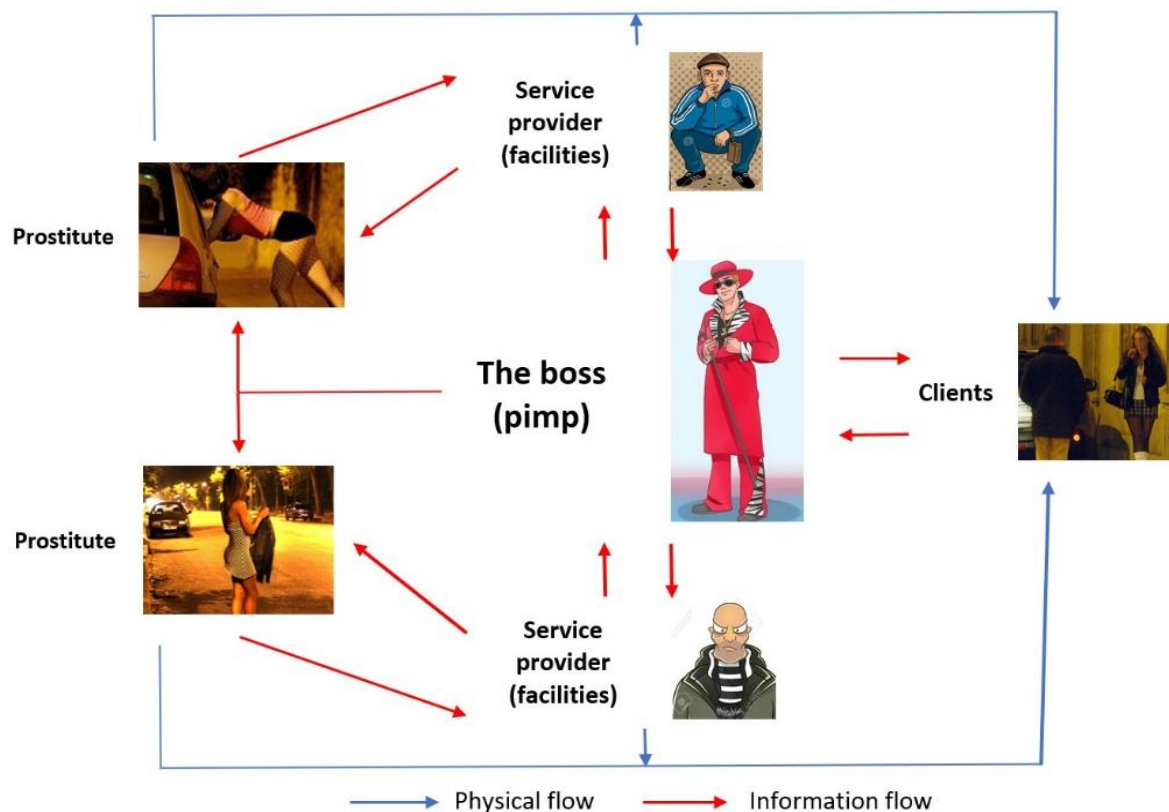 Service
provider
(facilities)
Prostitute
The boss
(pimp)
Clients
Prostitute
Service
provider
(facilities)
Physical flow
Information flow